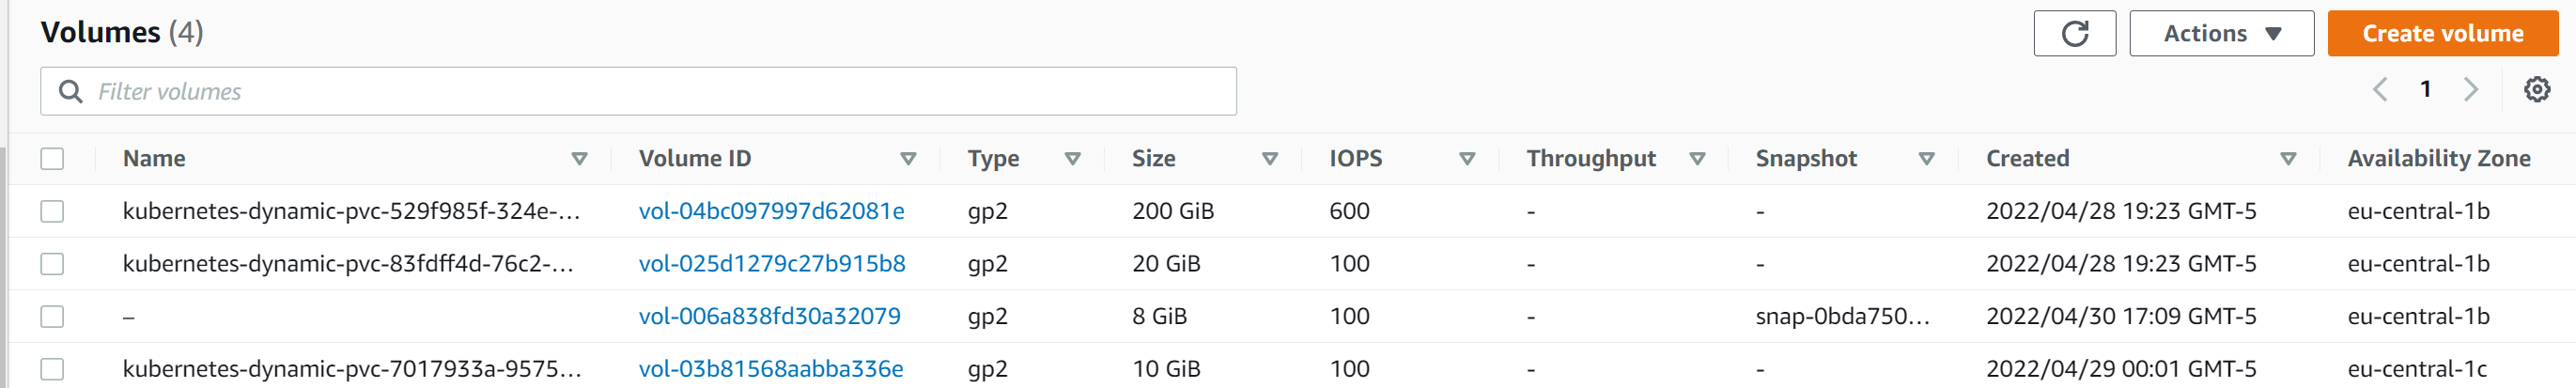 Volumes (4)
Actions
Create volume
Filter volumes
1
Name Volume ID Type Size IOPS Throughput Snapshot Created Availability Zone
kubernetes-dynamic-pvc-529f985f-324e-... vol-04bc097997d62081e gp2 200 GiB 600 - - 2022/04/28 19:23 GMT-5 eu-central-1b
kubernetes-dynamic-pvc-83fdff4d-76c2-... vol-025d1279c27b915b8 gp2 20 GiB 100 - - 2022/04/28 19:23 GMT-5 eu-central-1b
– vol-006a838fd30a32079 gp2 8 GiB 100 - snap-0bda750... 2022/04/30 17:09 GMT-5 eu-central-1b
kubernetes-dynamic-pvc-7017933a-9575... vol-03b81568aabba336e gp2 10 GiB 100 - - 2022/04/29 00:01 GMT-5 eu-central-1c